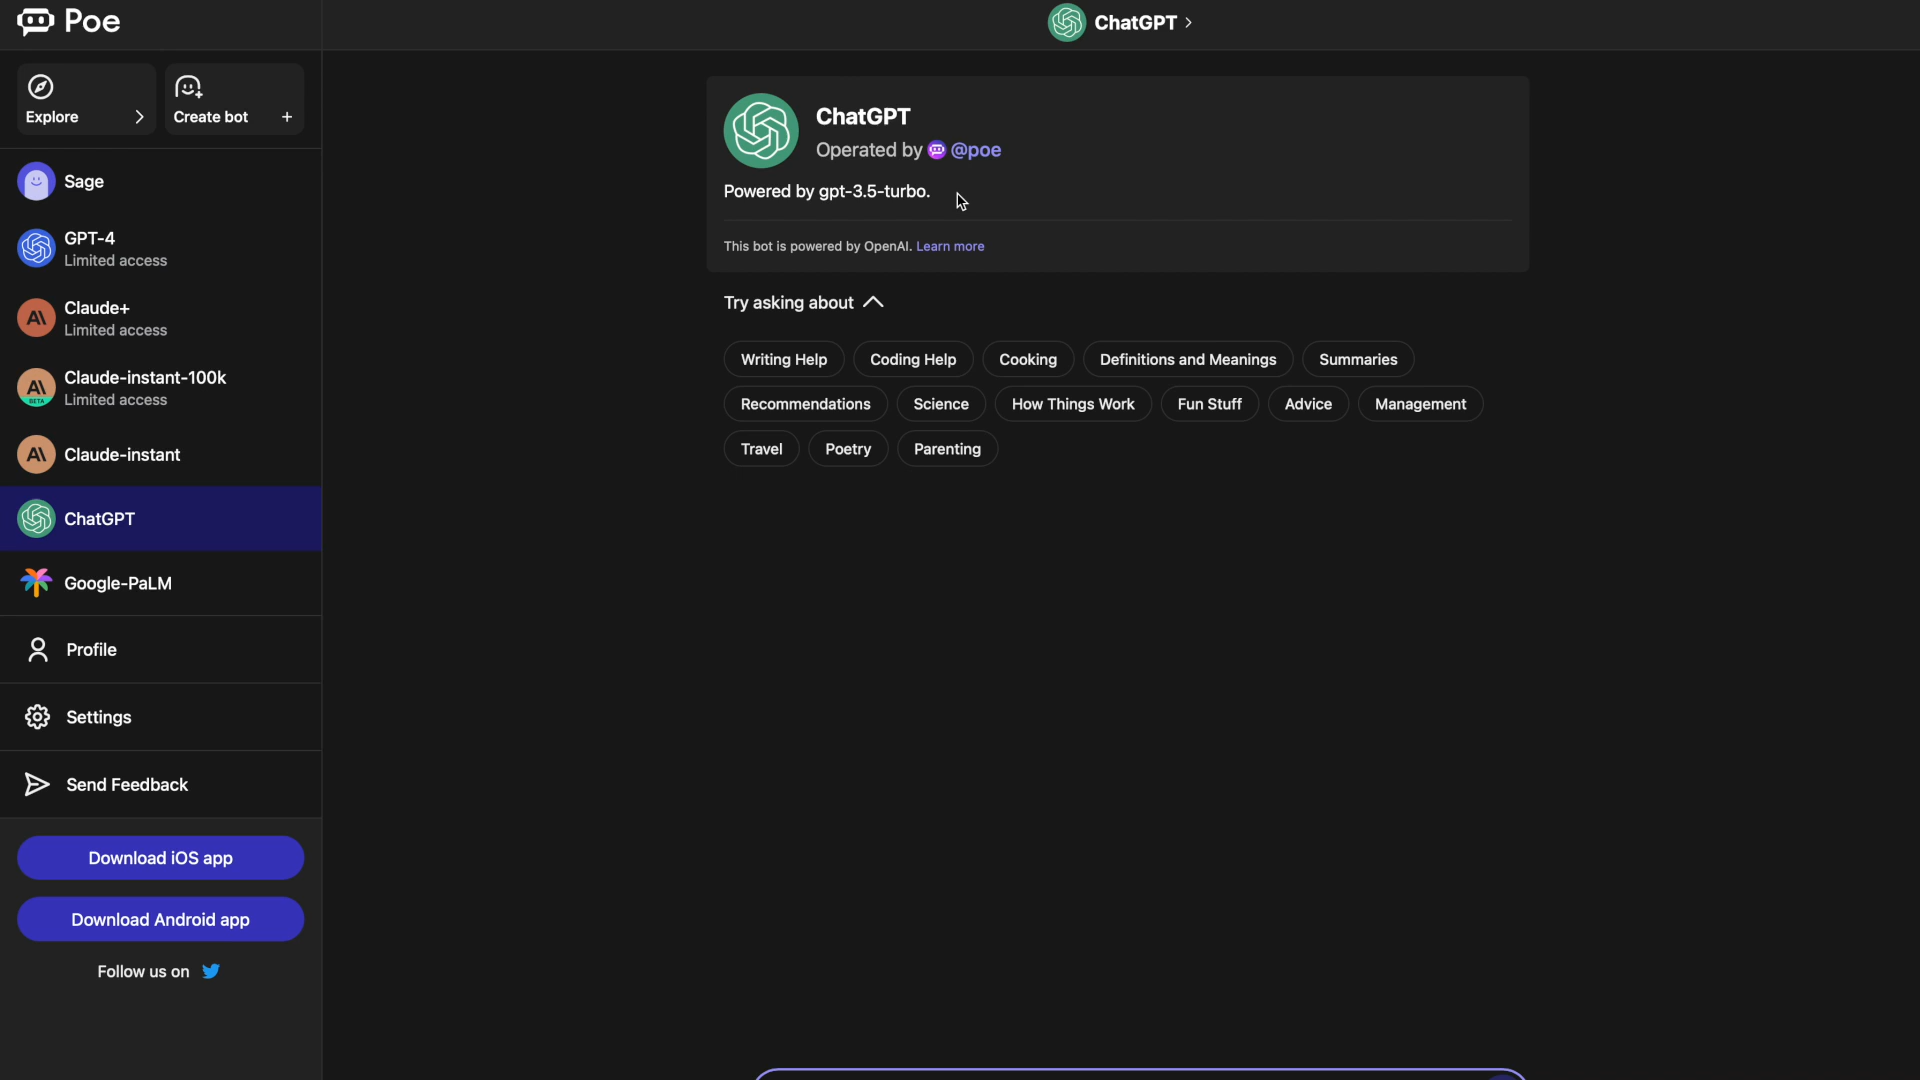 Poe
Explore
Create bot
Sage
GPT-4
Limited access
Claude+
Limited access
Claude-instant-100k
Limited access
BETA
Claude-instant
ChatGPT
Google-PaLM
Profile
Settings
Send Feedback
Download iOS app
Download Android app
Follow us on
ChatGPT
ChatGPT
Operated by @poe
Powered by gpt-3.5-turbo.
This bot is powered by OpenAI. Learn more
Try asking about
Writing Help Coding Help Cooking Definitions and Meanings Summaries
Recommendations Science How Things Work Fun Stuff Advice Management
Travel Poetry Parenting